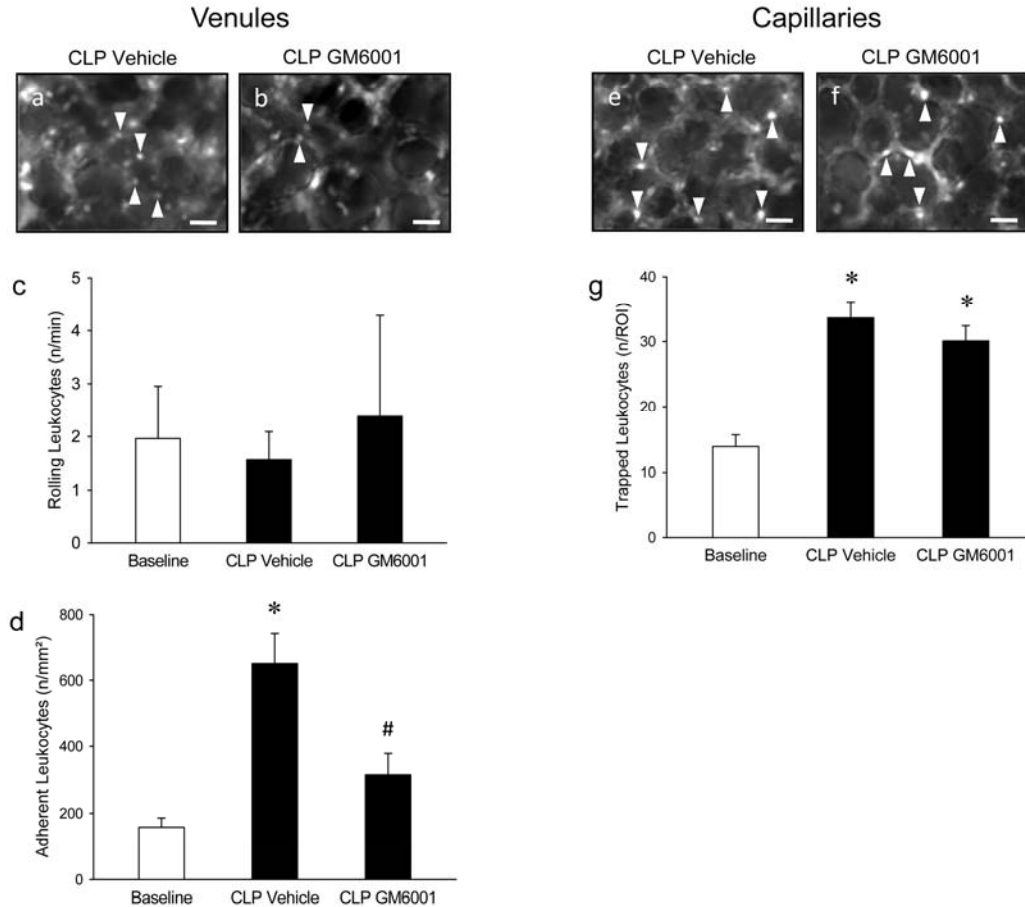 Venules
Capillaries
CLP Vehicle
CLP GM6001
CLP Vehicle
CLP GM6001
a
b
e
f
c
Rolling Leukocytes (n/min)
5
4
3
2
1
0
Baseline
CLP Vehicle
CLP GM6001
g
Trapped Leukocytes (n/ROI)
40
30
20
10
0
*
*
Baseline
CLP Vehicle
CLP GM6001
d
Adherent Leukocytes (n/mm²)
800
600
400
200
0
*
#
Baseline
CLP Vehicle
CLP GM6001